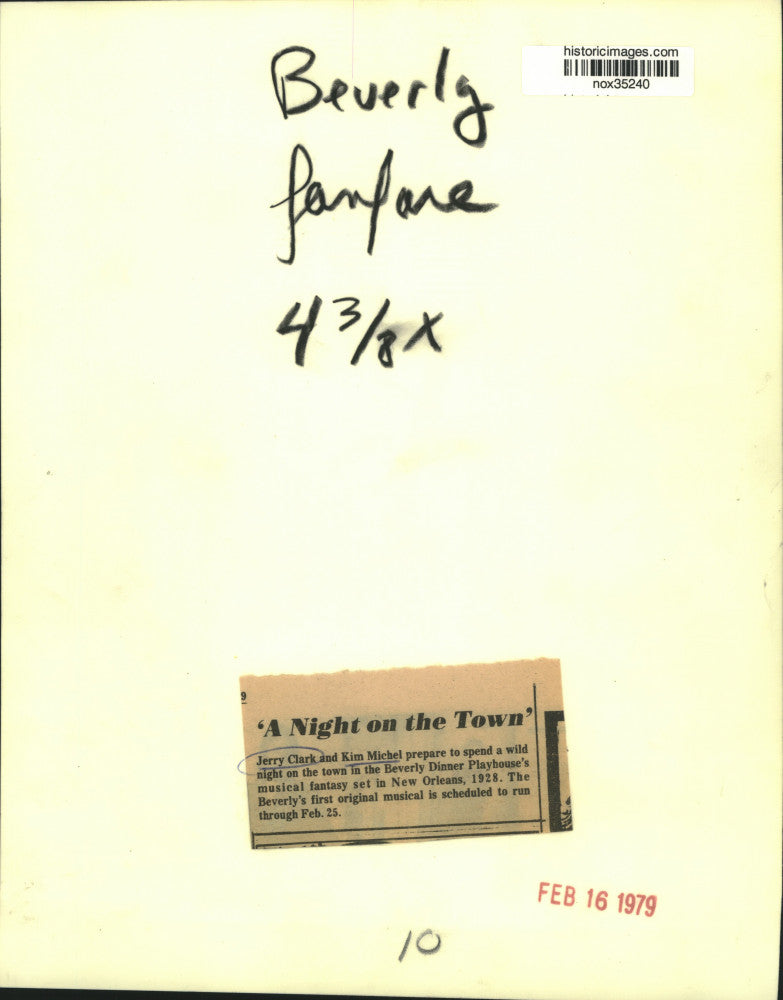 historicimages.com
nox35240
Beverly
fanfare
4 3/8 X
9
‘A Night on the Town’
Jerry Clark and Kim Michel prepare to spend a wild
night on the town in the Beverly Dinner Playhouse's
musical fantasy set in New Orleans, 1928. The
Beverly's first original musical is scheduled to run
through Feb. 25.
FEB 16 1979
10